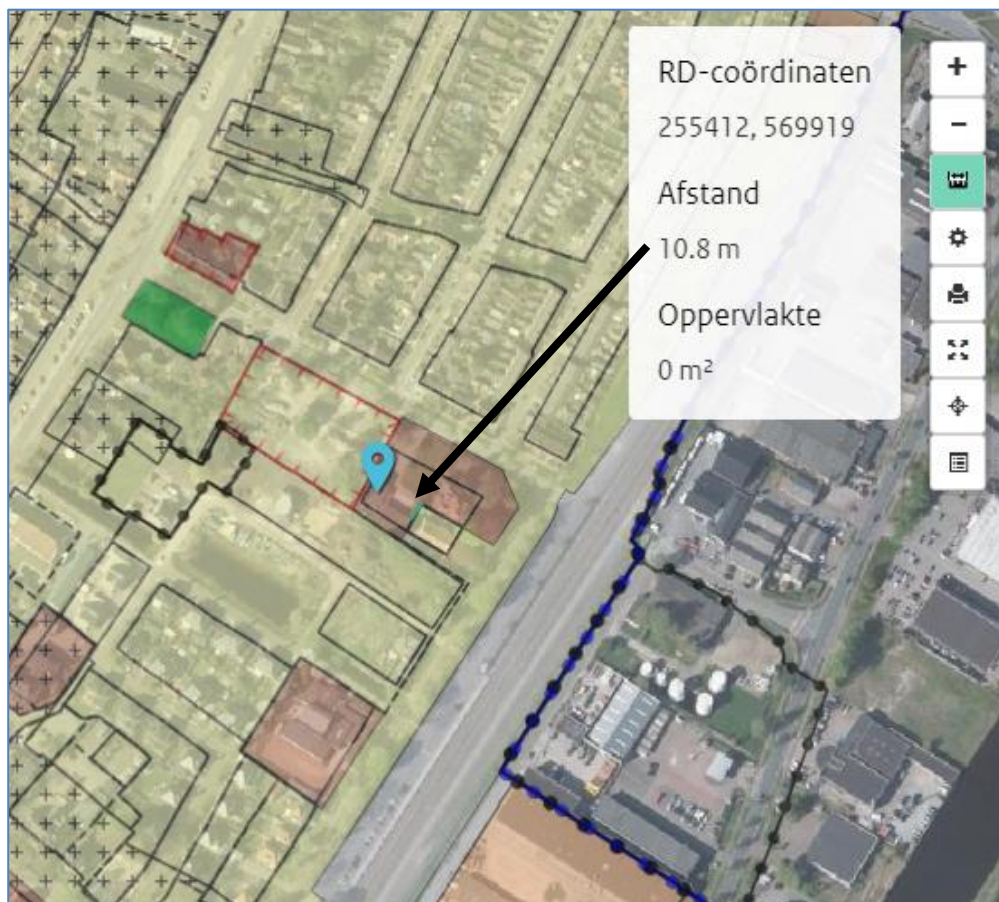 RD-coördinaten
255412, 569919
Afstand
10.8 m
Oppervlakte
0 m²